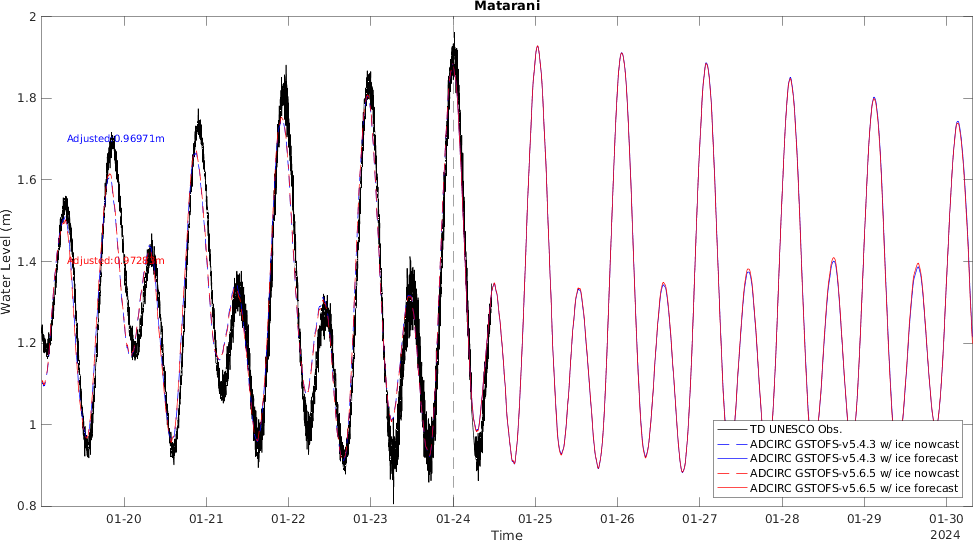 Matarani
Water Level (m)
2
1.8
1.6
1.4
1.2
1
0.8
Adjusted:0.96971m
01-20
01-21
01-22
01-23
01-24
01-25
01-26
01-27
01-28
01-29
01-30
2024
Time
TD UNESCO Obs.
ADCIRC GSTOFS-v5.4.3 w/ ice nowcast
ADCIRC GSTOFS-v5.4.3 w/ ice forecast
ADCIRC GSTOFS-v5.6.5 w/ ice nowcast
ADCIRC GSTOFS-v5.6.5 w/ ice forecast